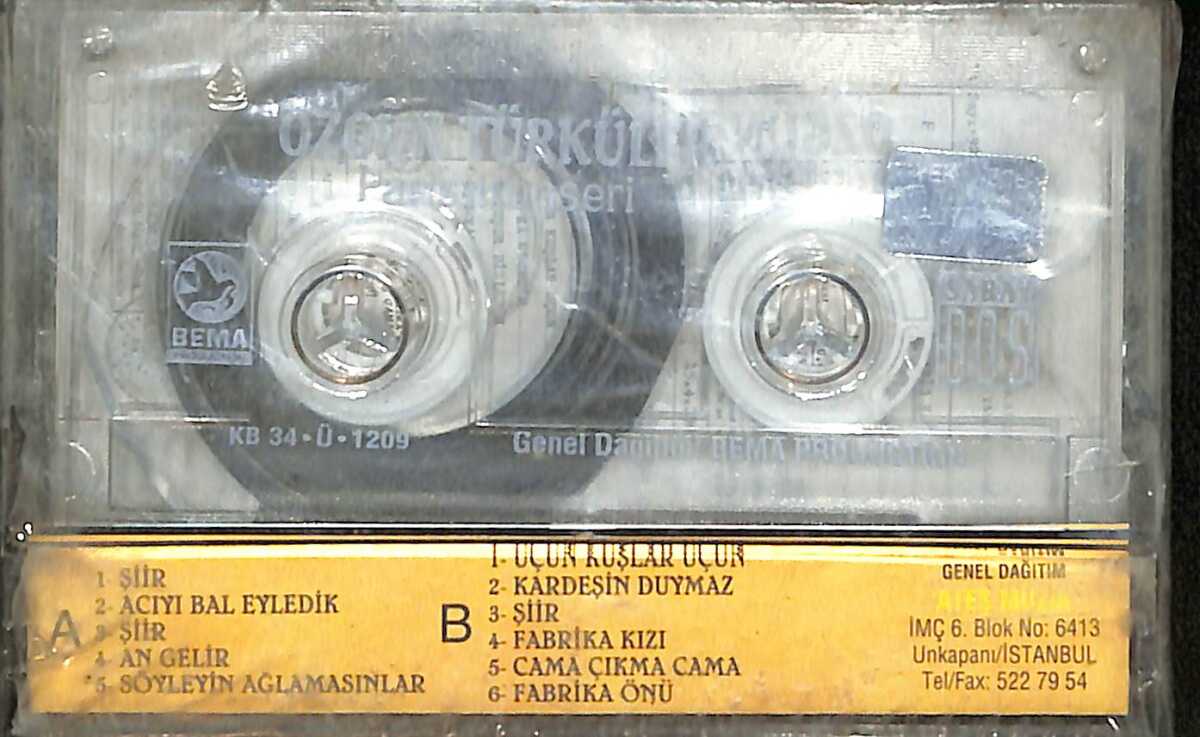 TÜRKÜLER
BEMA
KB 34·Ü·1209
Genel Dağıtım: BEMA PRODUKTION
A
1- ŞİİR
2- ACIYI BAL EYLEDİK
3- ŞİİR
4- AN GELİR
5- SÖYLEYİN AĞLAMASINLAR
B
1- UÇUN KUŞLAR UÇUN
2- KARDEŞİN DUYMAZ
3- ŞİİR
4- FABRİKA KIZI
5- CAMA ÇIKMA CAMA
6- FABRİKA ÖNÜ
GENEL DAĞITIM
İMÇ 6. Blok No: 6413
Unkapanı/İSTANBUL
Tel/Fax: 522 79 54